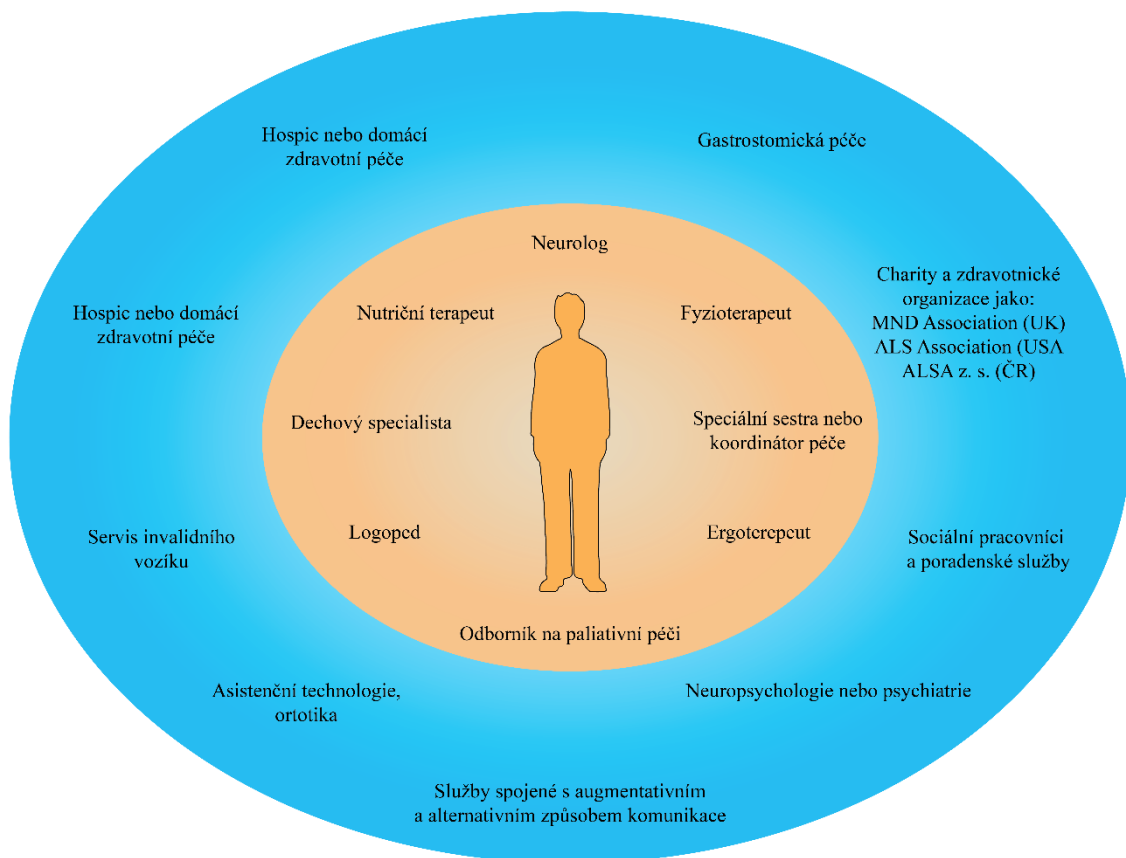 Hospic nebo domácí
zdravotní péče
Gastrostomická péče
Neurolog
Charity a zdravotnické
organizace jako:
MND Association (UK)
ALS Association (USA
ALSA z. s. (ČR)
Hospic nebo domácí
zdravotní péče
Nutriční terapeut
Fyzioterapeut
Dechový specialista
Speciální sestra nebo
koordinátor péče
Servis invalidního
vozíku
Logoped
Ergoterepeut
Sociální pracovníci
a poradenské služby
Odborník na paliativní péči
Asistenční technologie,
ortotika
Neuropsychologie nebo psychiatrie
Služby spojené s augmentativním
a alternativním způsobem komunikace